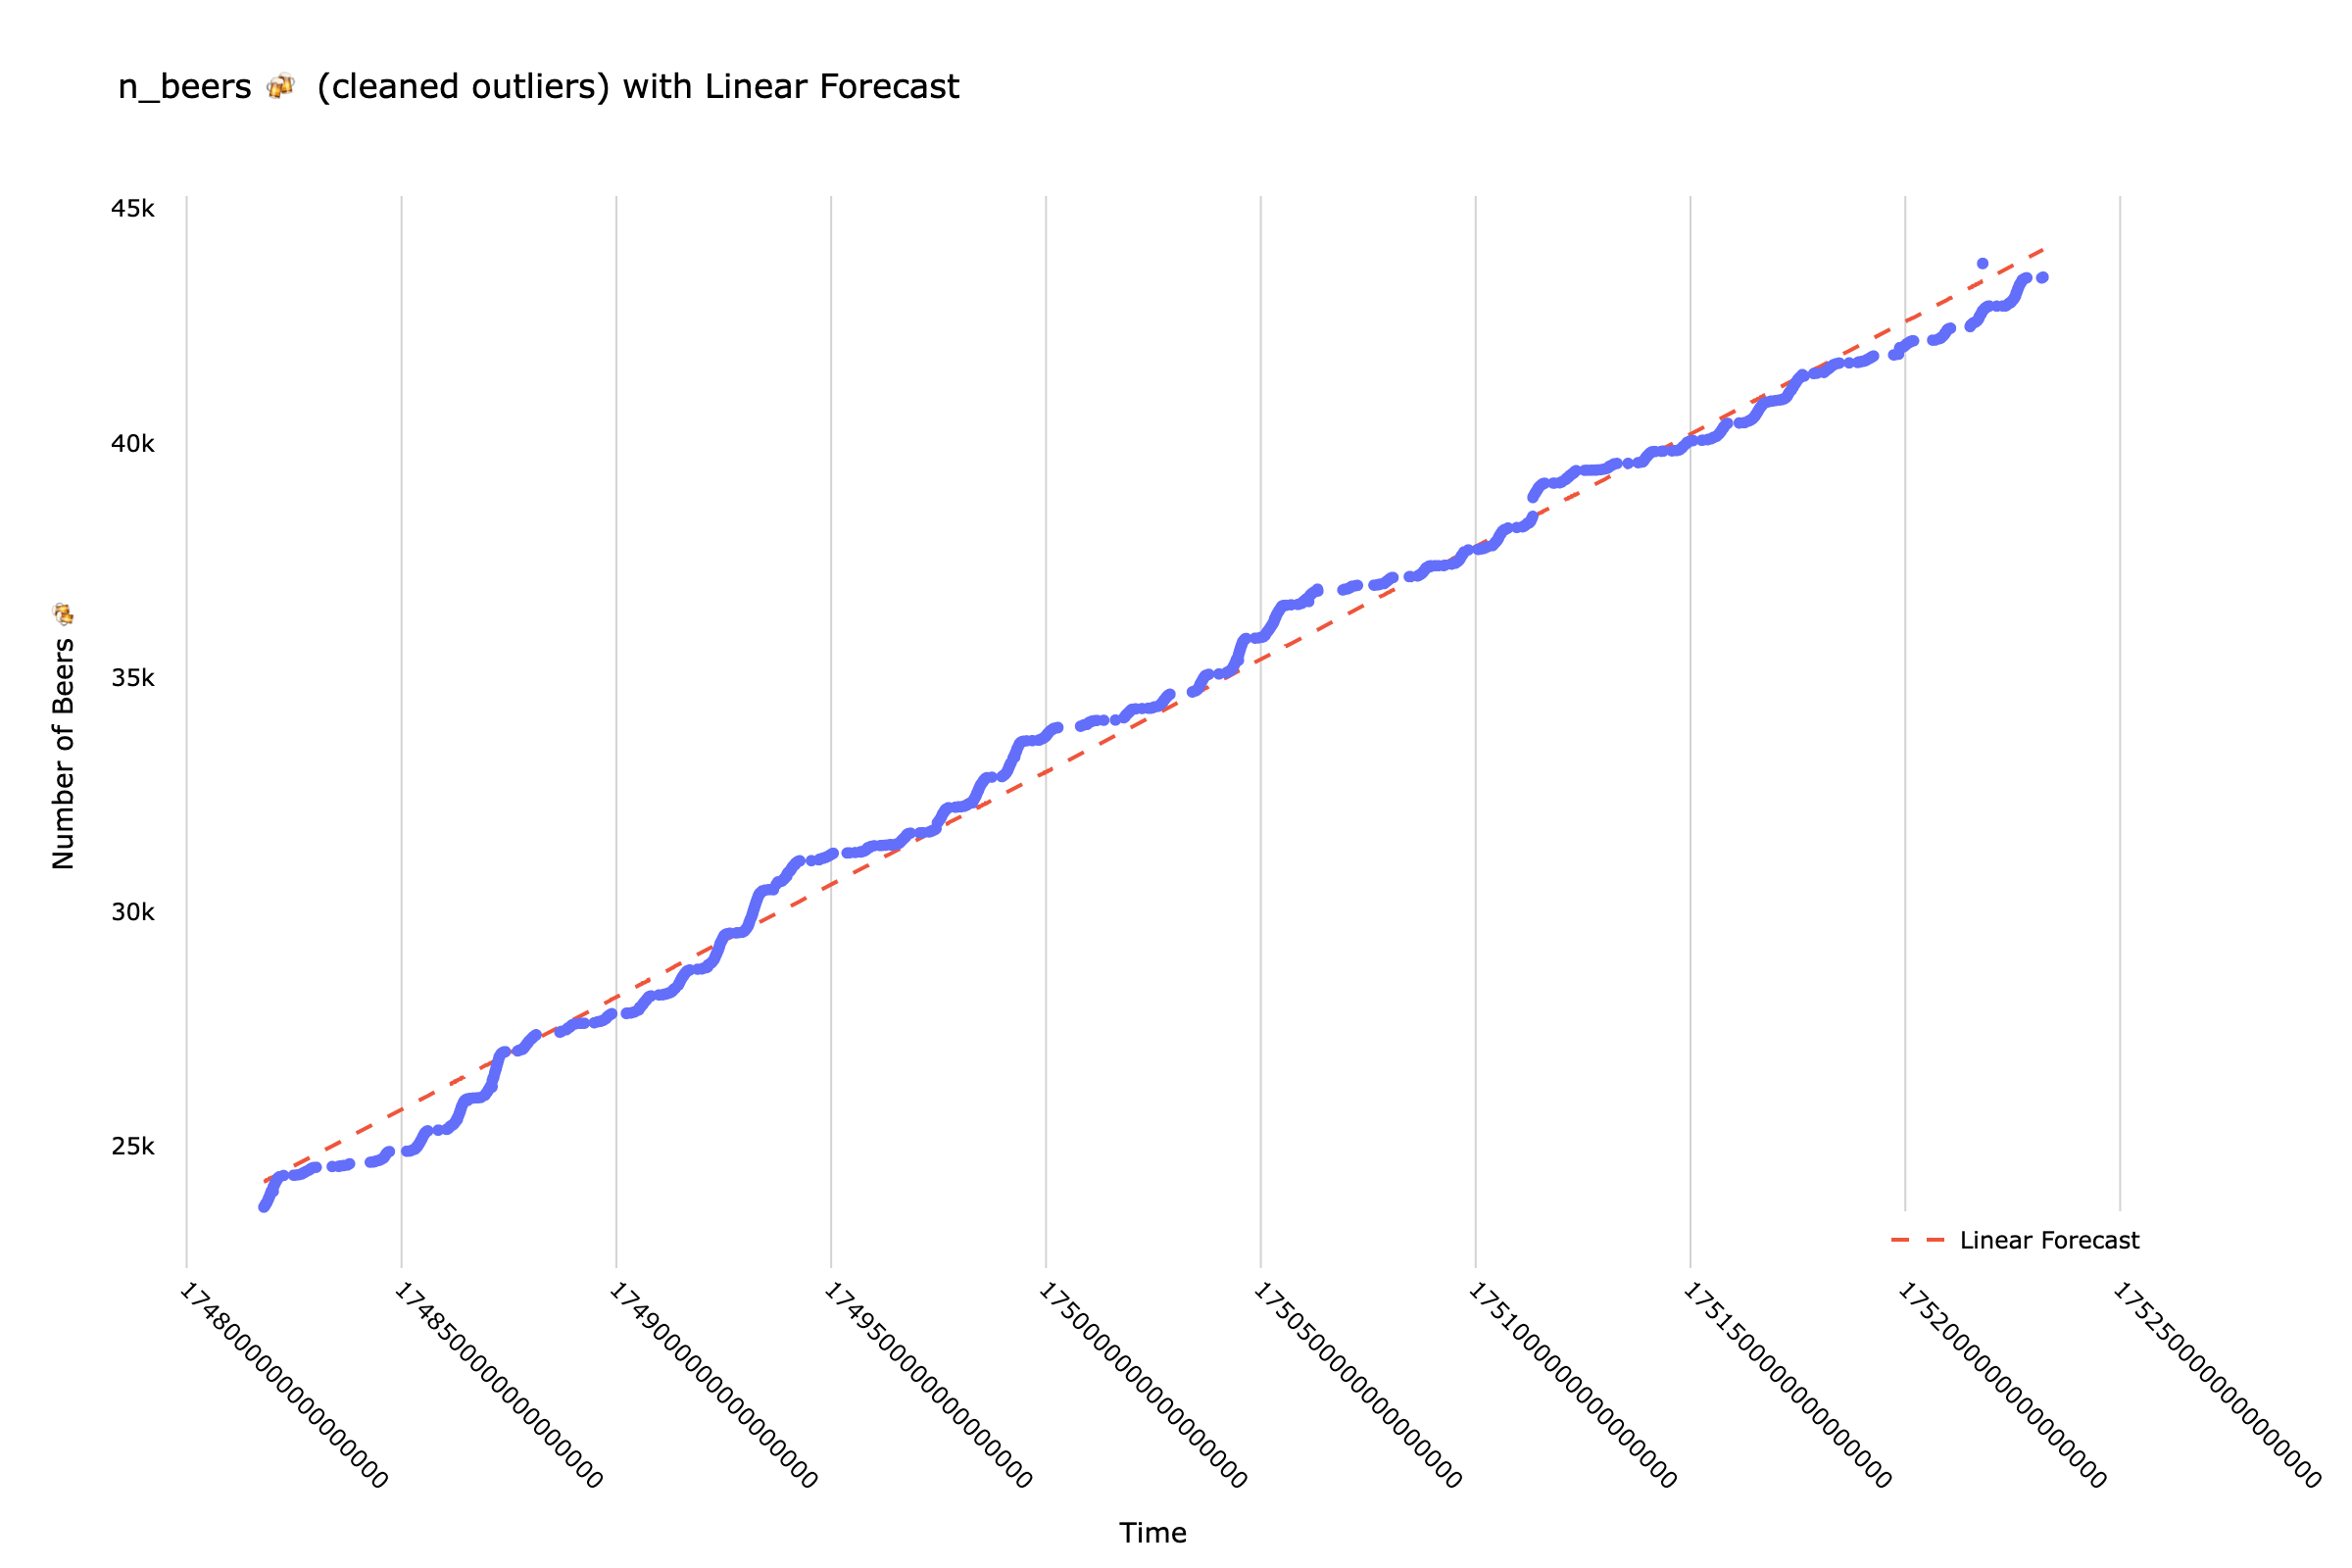 n_beers 🍻 (cleaned outliers) with Linear Forecast
45k
40k
35k
30k
25k
Number of Beers 🍻
Linear Forecast
1748000000000000000
1748500000000000000
1749000000000000000
1749500000000000000
1750000000000000000
1750500000000000000
1751000000000000000
1751500000000000000
1752000000000000000
1752500000000000000
Time